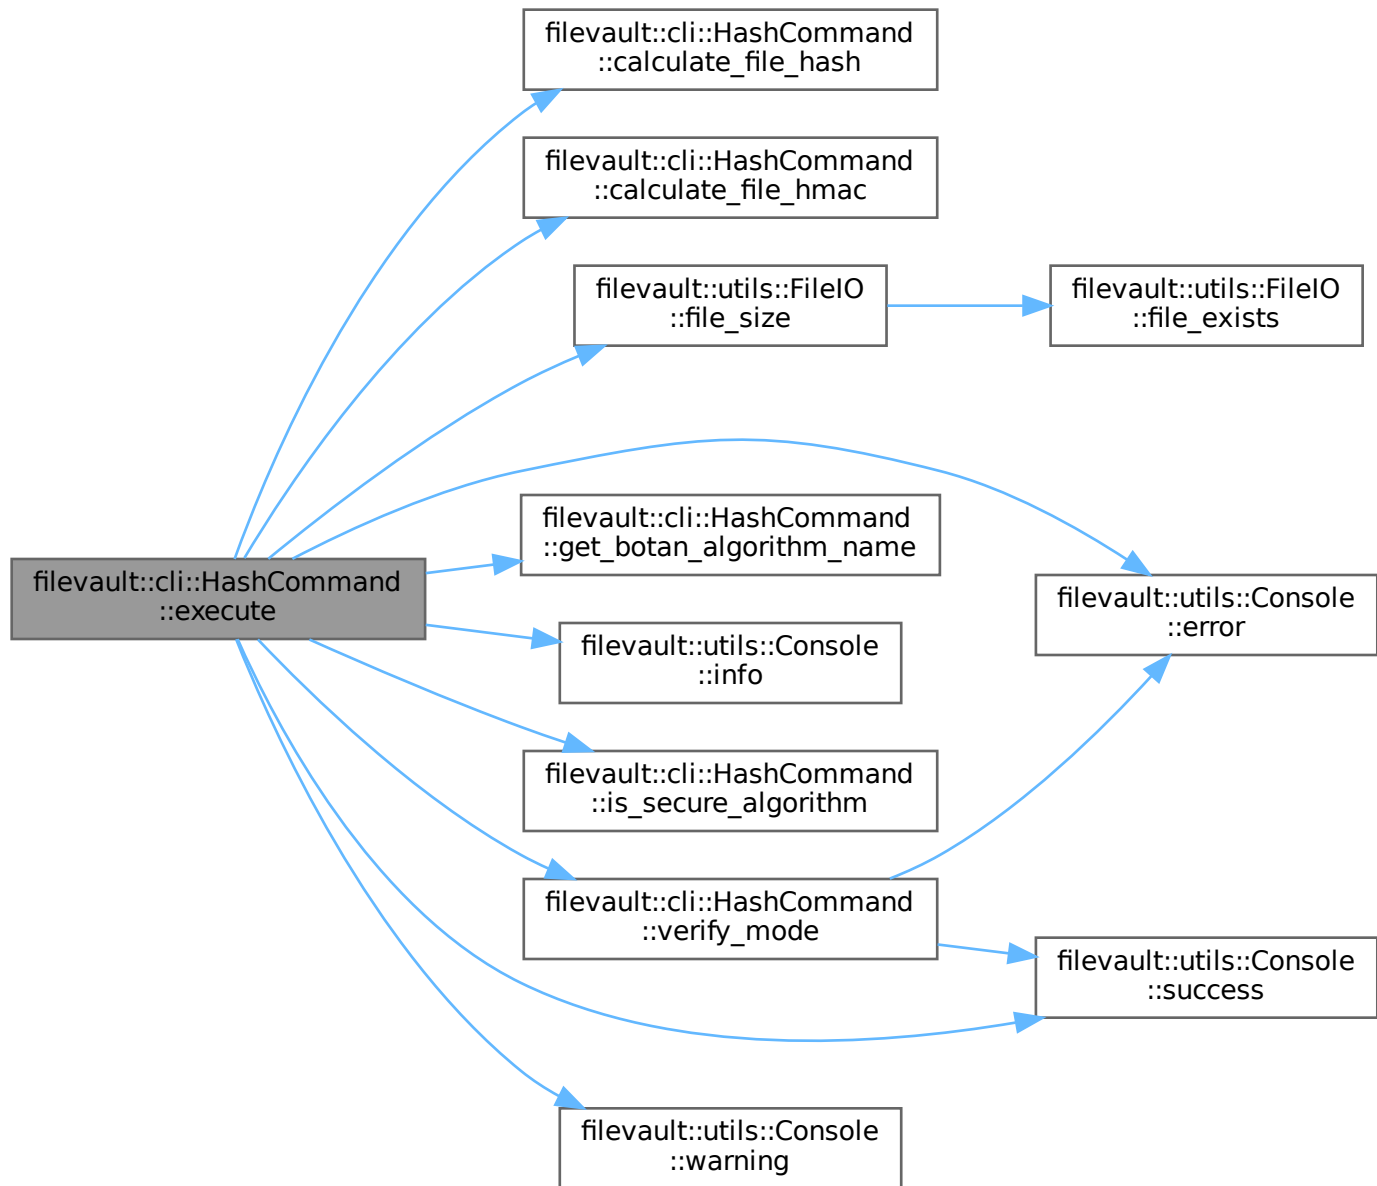 filevault::cli::HashCommand
::calculate_file_hash
filevault::cli::HashCommand
::calculate_file_hmac
filevault::utils::FileIO
::file_size
filevault::utils::FileIO
::file_exists
filevault::cli::HashCommand
::get_botan_algorithm_name
filevault::cli::HashCommand
::execute
filevault::utils::Console
::error
filevault::utils::Console
::info
filevault::cli::HashCommand
::is_secure_algorithm
filevault::cli::HashCommand
::verify_mode
filevault::utils::Console
::success
filevault::utils::Console
::warning